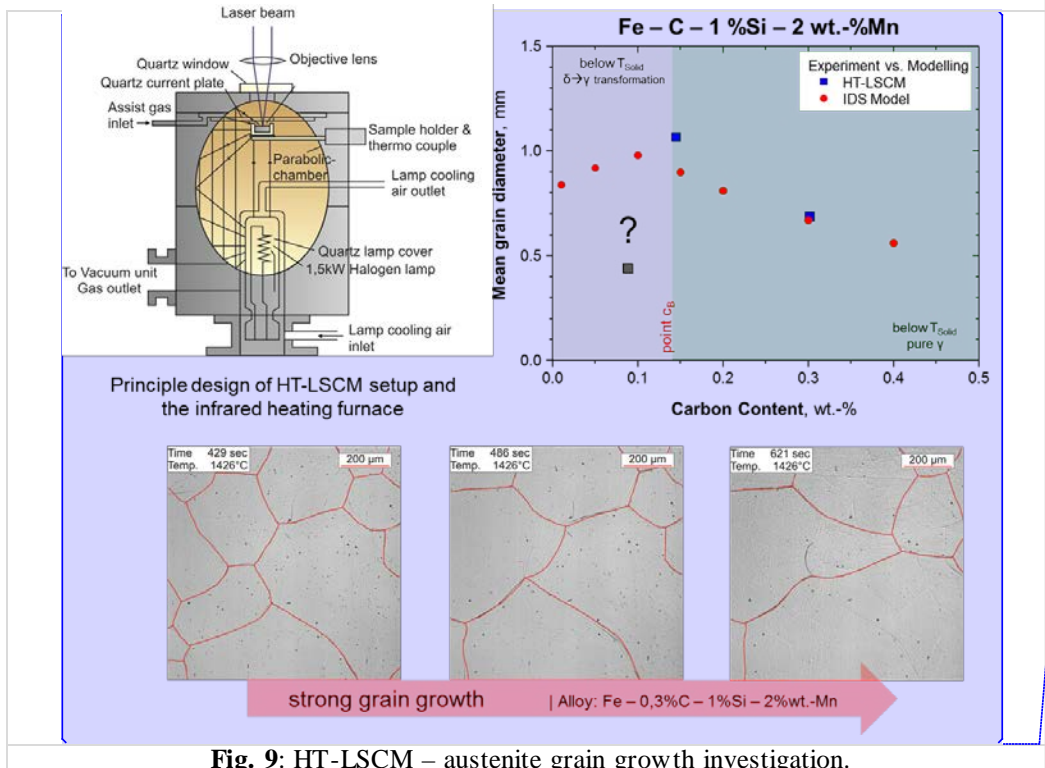 Laser beam
Objective lens
Quartz window
Quartz current plate
Assist gas
inlet
Sample holder &
thermo couple
Parabolic-
chamber
Lamp cooling
air outlet
Quartz lamp cover
1,5kW Halogen lamp
To Vacuum unit
Gas outlet
Lamp cooling air
inlet
Principle design of HT-LSCM setup and
the infrared heating furnace
Fe – C – 1 %Si – 2 wt.-%Mn
Mean grain diameter, mm
1.5
1.0
0.5
0.0
below TSolid
δ→γ transformation
Experiment vs. Modelling
HT-LSCM
IDS Model
?
point cB
below TSolid
pure γ
0.0 0.1 0.2 0.3 0.4 0.5
Carbon Content, wt.-%
Time 429 sec
Temp. 1426°C
200 µm
Time 486 sec
Temp. 1426°C
200 µm
Time 621 sec
Temp. 1426°C
200 µm
strong grain growth | Alloy: Fe – 0,3%C – 1%Si – 2%wt.-Mn
Fig. 9: HT-LSCM – austenite grain growth investigation.